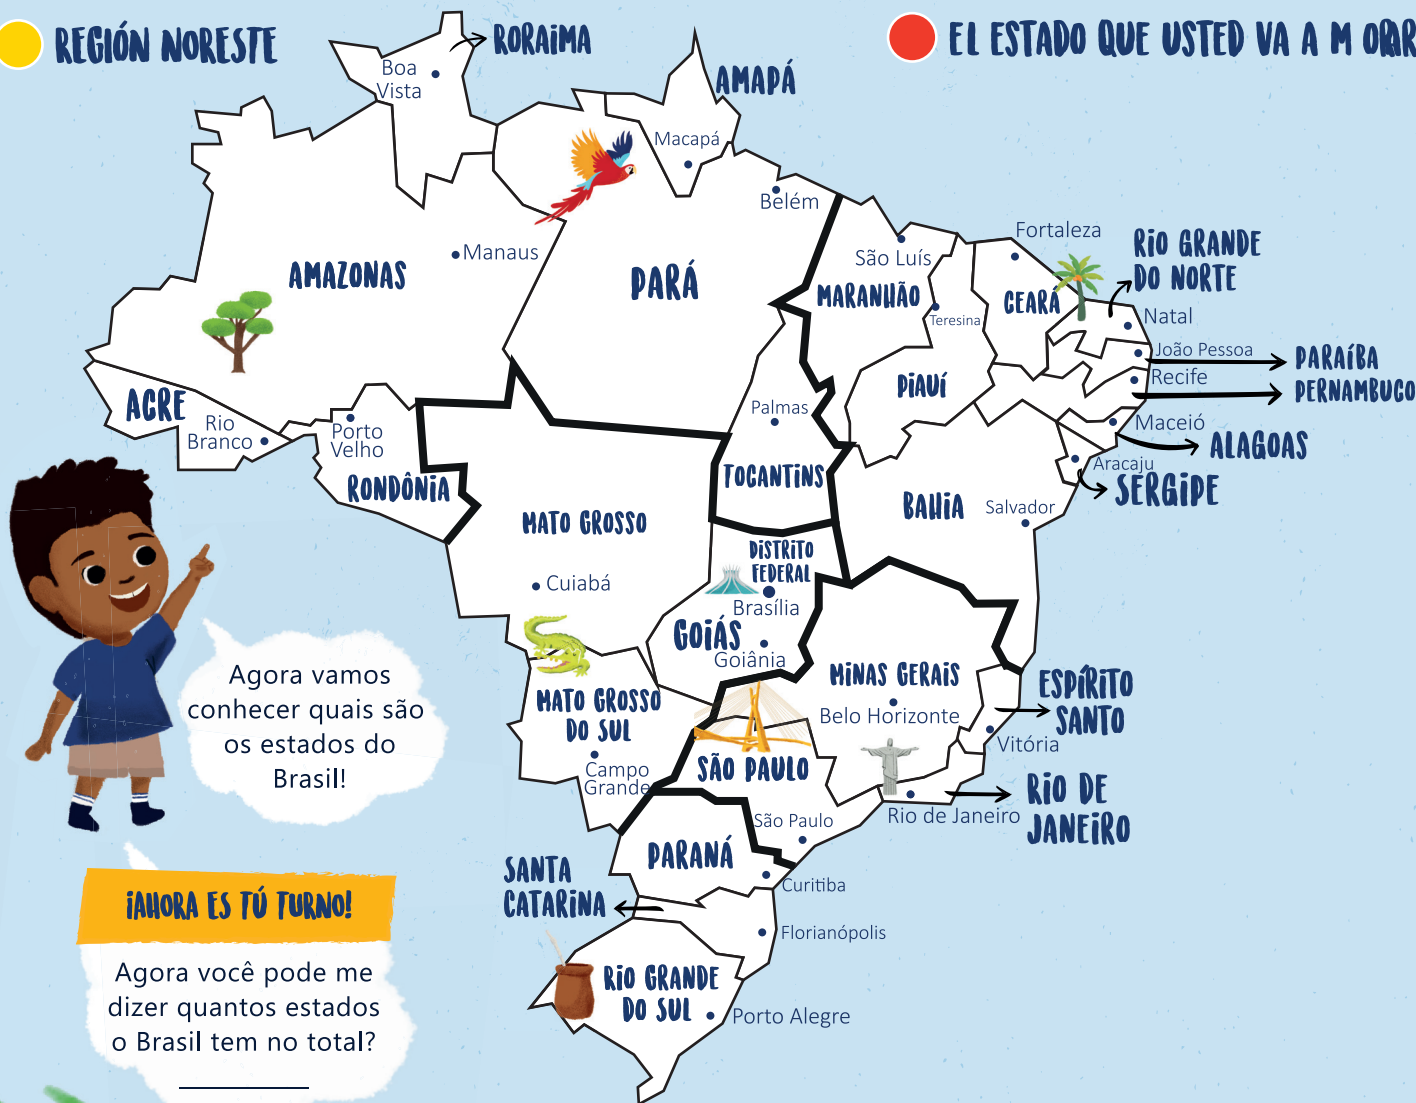 REGIÓN NORESTE
EL ESTADO QUE USTED VA A M ORAR
RORAIMA
Boa
Vista
AMAPÁ
Macapá
Belém
Manaus
AMAZONAS
PARÁ
São Luís
MARANHÃO
Teresina
Fortaleza
CEARÁ
RIO GRANDE
DO NORTE
Natal
João Pessoa
PARAÍBA
Recife
PERNAMBUCO
PIAUÍ
Maceió
ALAGOAS
Aracaju
SERGIPE
ACRE
Rio
Branco
Porto
Velho
RONDÔNIA
Palmas
TOCANTINS
MATO GROSSO
Cuiabá
BAHIA
Salvador
DISTRITO
FEDERAL
Brasília
GOIÁS
Goiânia
MATO GROSSO
DO SUL
Campo
Grande
MINAS GERAIS
Belo Horizonte
ESPÍRITO
SANTO
Vitória
SÃO PAULO
São Paulo
Rio de Janeiro
RIO DE
JANEIRO
PARANÁ
Curitiba
SANTA
CATARINA
Florianópolis
RIO GRANDE
DO SUL
Porto Alegre
Agora vamos
conhecer quais são
os estados do
Brasil!
¡AHORA ES TÚ TURNO!
Agora você pode me
dizer quantos estados
o Brasil tem no total?